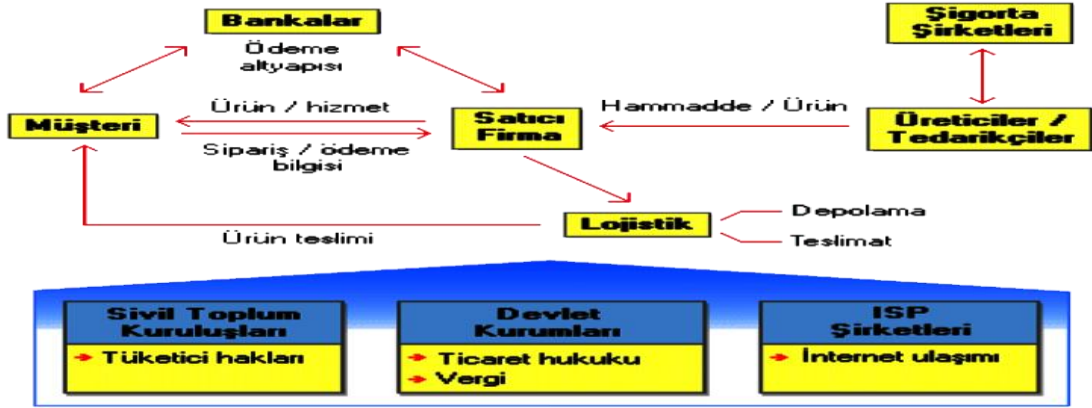 Bankalar
Şigorta
Şirketleri
Ödeme
altyapısı
Ürün / hizmet
Hammadde / Ürün
Müşteri
Satıcı
Firma
Üreticiler /
Tedarikçiler
Sipariş / ödeme
bilgisi
Lojistik
Depolama
Teslimat
Ürün teslimi
Sivil Toplum
Kuruluşları
Tüketici hakları
Devlet
Kurumları
Ticaret hukuku
Vergi
ISP
Şirketleri
İnternet ulaşımı